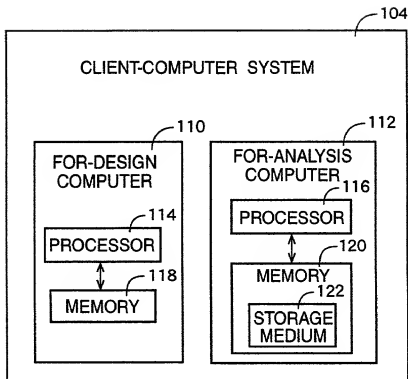 104
CLIENT-COMPUTER SYSTEM
110
FOR-DESIGN
COMPUTER
114
PROCESSOR
118
MEMORY
112
FOR-ANALYSIS
COMPUTER
116
PROCESSOR
120
MEMORY
122
STORAGE
MEDIUM